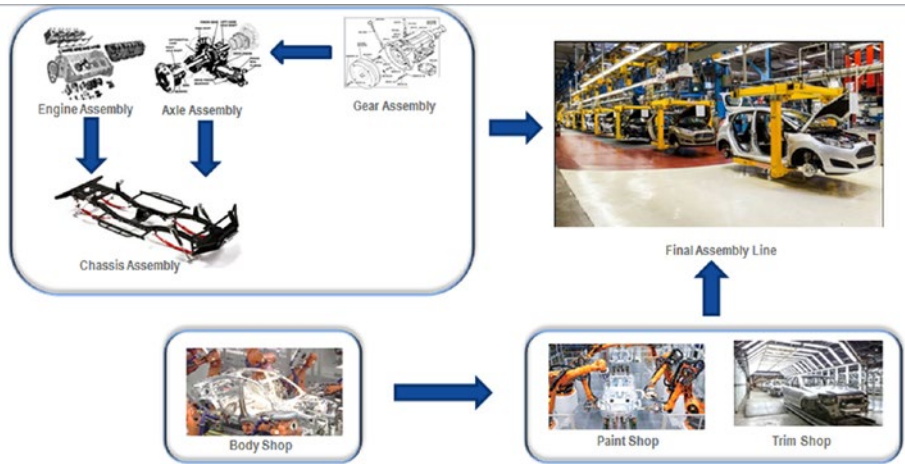 Engine Assembly
Axle Assembly
Gear Assembly
Chassis Assembly
Final Assembly Line
Body Shop
Paint Shop
Trim Shop